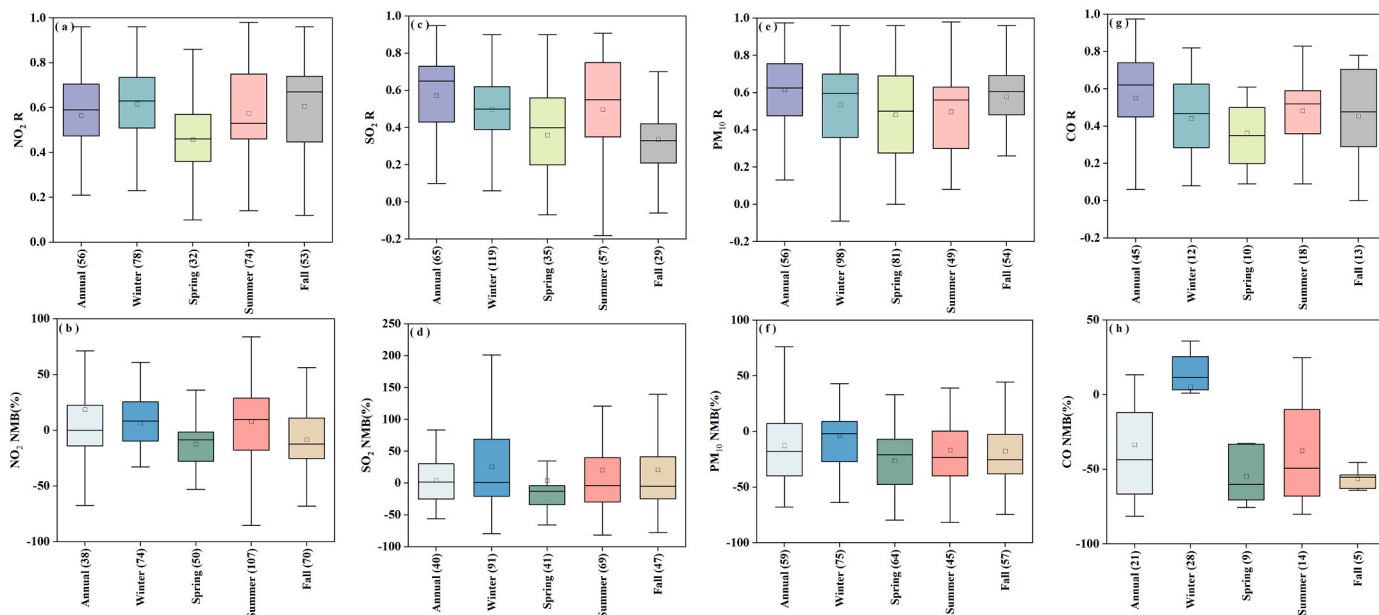 ( a )
NO2 R
1.0
0.8
0.6
0.4
0.2
0.0
Annual (56)
Winter (78)
Spring (32)
Summer (74)
Fall (53)
( c )
SO2 R
1.0
0.8
0.6
0.4
0.2
0.0
-0.2
Annual (65)
Winter (119)
Spring (35)
Summer (57)
Fall (29)
( e )
PM10 R
1.0
0.8
0.6
0.4
0.2
0.0
-0.2
Annual (56)
Winter (98)
Spring (81)
Summer (49)
Fall (54)
( g )
CO R
1.0
0.8
0.6
0.4
0.2
0.0
-0.2
Annual (45)
Winter (12)
Spring (10)
Summer (18)
Fall (13)
( b )
NO2 NMB(%)
100
50
0
-50
-100
Annual (38)
Winter (74)
Spring (50)
Summer (107)
Fall (70)
( d )
SO2 NMB(%)
250
200
150
100
50
0
-50
-100
Annual (40)
Winter (91)
Spring (41)
Summer (69)
Fall (47)
( f )
PM10 NMB(%)
100
50
0
-50
-100
Annual (59)
Winter (75)
Spring (64)
Summer (45)
Fall (57)
( h )
CO NMB(%)
50
0
-50
-100
Annual (21)
Winter (28)
Spring (9)
Summer (14)
Fall (5)